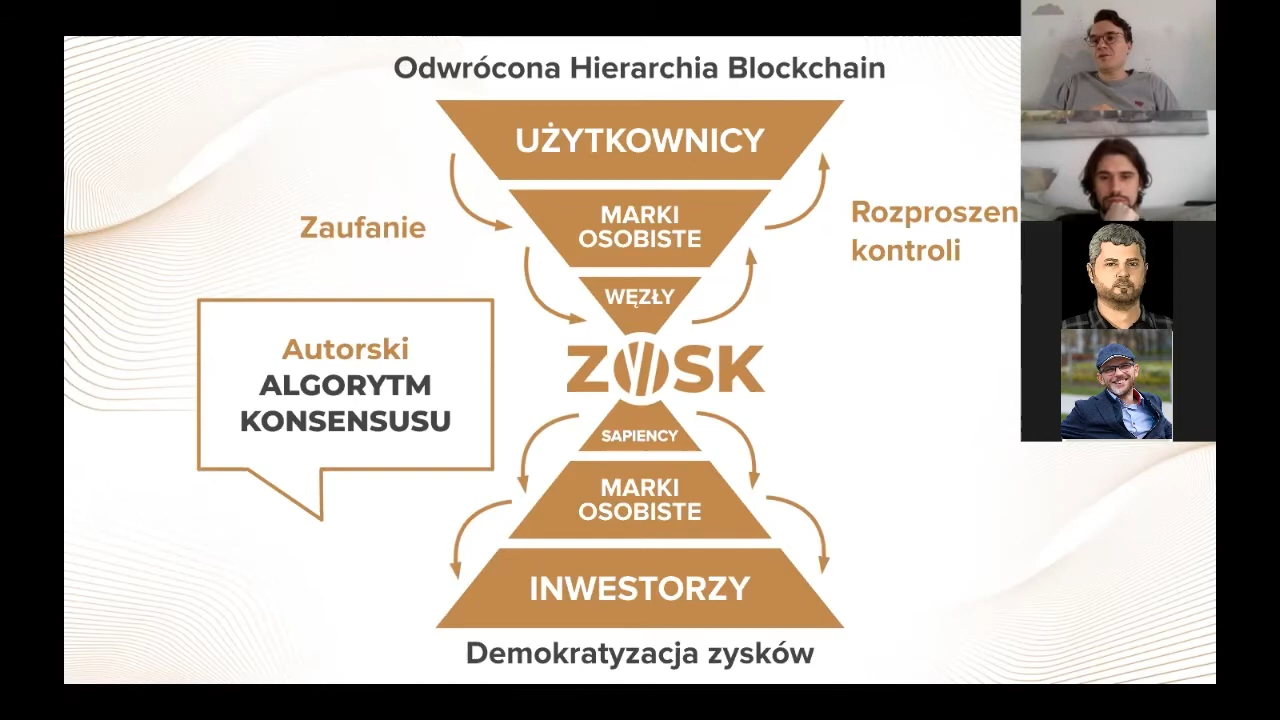 Odwrócona Hierarchia Blockchain
UŻYTKOWNICY
MARKI
OSOBISTE
WĘZŁY
Zaufanie
Rozproszen
kontroli
Autorski
ALGORYTM
KONSENSUSU
ZOSK
SAPIENCY
MARKI
OSOBISTE
INWESTORZY
Demokratyzacja zysków